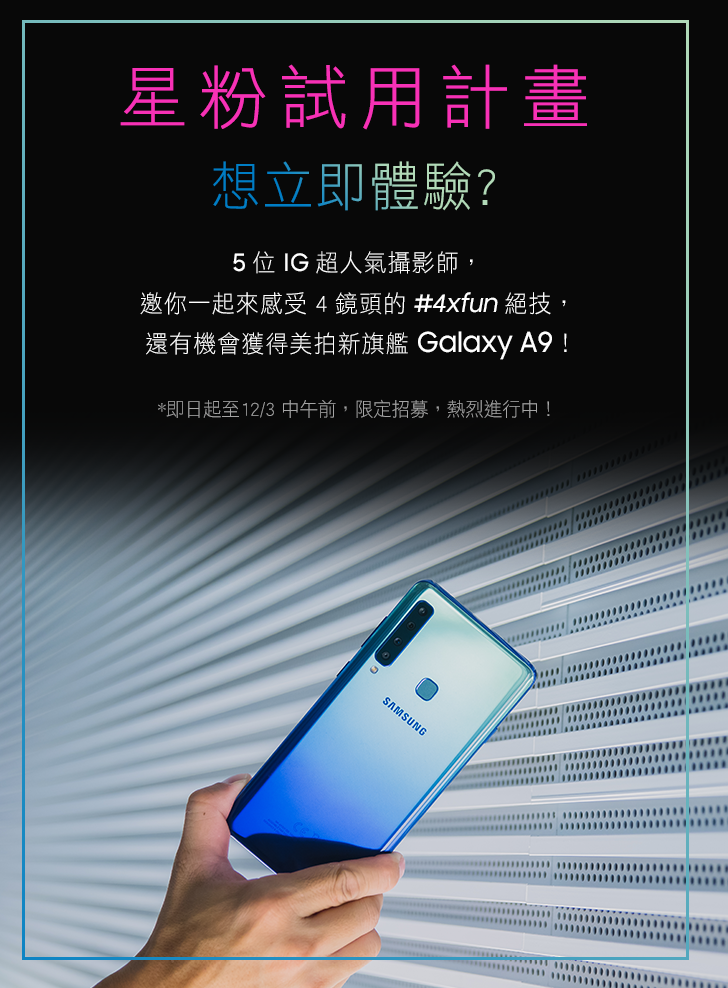 星粉試用計畫
想立即體驗?
5 位 IG 超人氣攝影師，
邀你一起來感受 4 鏡頭的 #4xfun 絕技，
還有機會獲得美拍新旗艦 Galaxy A9！
*即日起至12/3 中午前，限定招募，熱烈進行中！
SAMSUNG